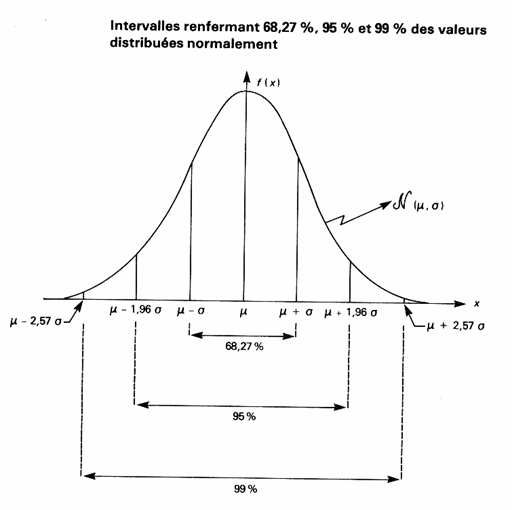 Intervalles renfermant 68,27 %, 95 % et 99 % des valeurs
distribuées normalement
f(x)
𝒩(μ, σ)
x
μ – 1,96 σ μ – σ μ μ + σ μ + 1,96 σ
μ – 2,57 σ μ + 2,57 σ
68,27 %
95 %
99 %